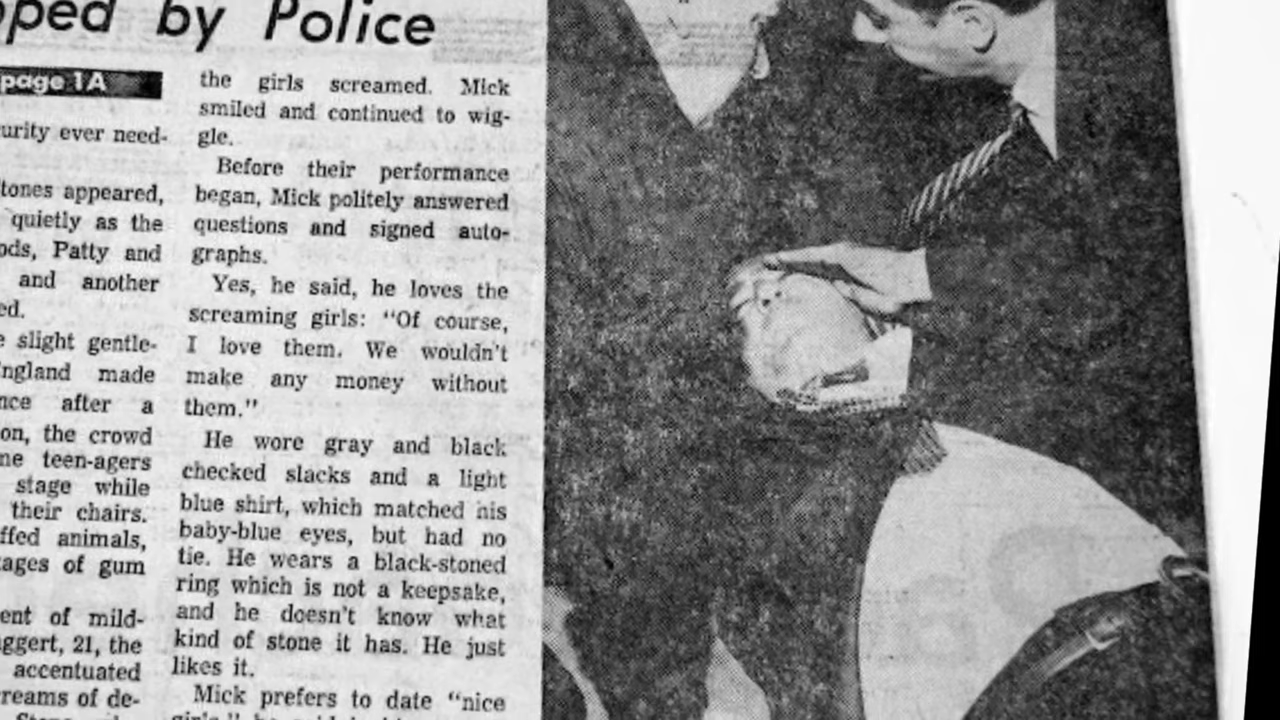 pped by Police
page 1A
urity ever need-
tones appeared,
quietly as the
ods, Patty and
and another
ed.
e slight gentle-
ngland made
nce after a
on, the crowd
me teen-agers
stage while
their chairs.
ffed animals,
ages of gum
ent of mild-
aggert, 21, the
accentuated
reams of de-
the girls screamed. Mick
smiled and continued to wig-
gle.
Before their performance
began, Mick politely answered
questions and signed auto-
graphs.
Yes, he said, he loves the
screaming girls: "Of course,
I love them. We wouldn't
make any money without
them."
He wore gray and black
checked slacks and a light
blue shirt, which matched his
baby-blue eyes, but had no
tie. He wears a black-stoned
ring which is not a keepsake,
and he doesn't know what
kind of stone it has. He just
likes it.
Mick prefers to date "nice